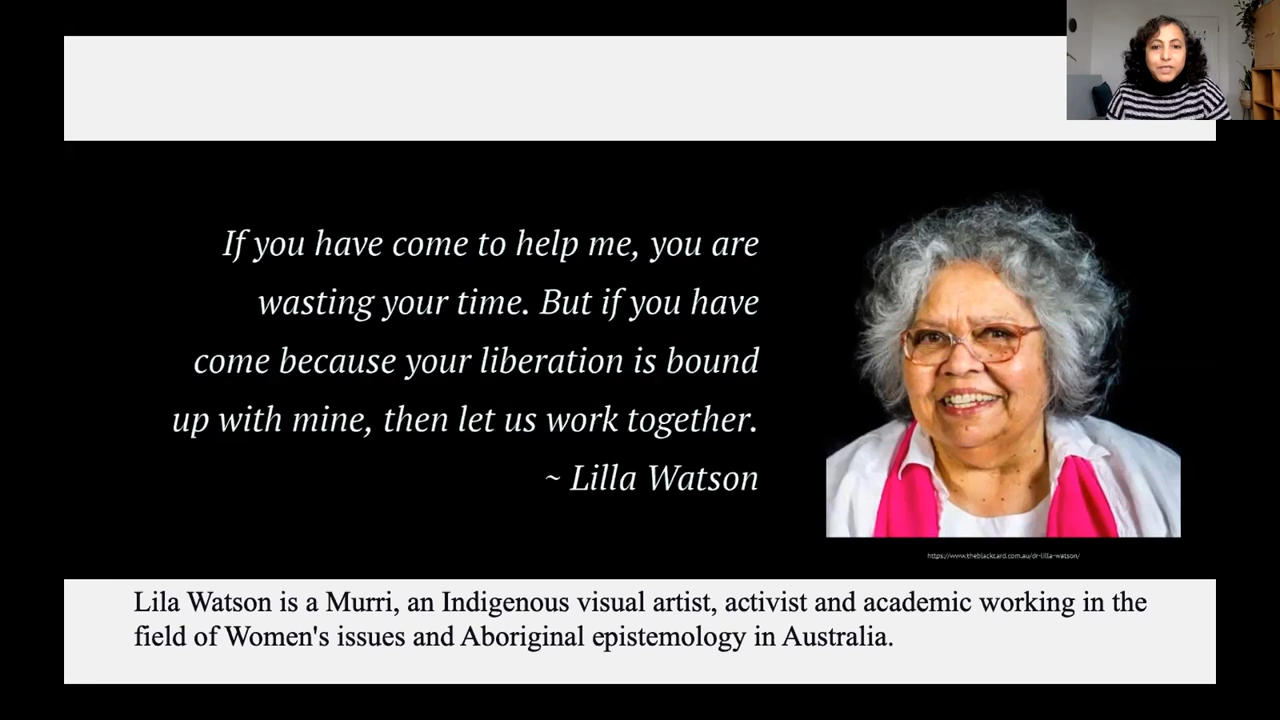 If you have come to help me, you are
wasting your time. But if you have
come because your liberation is bound
up with mine, then let us work together.
~ Lilla Watson
https://www.theblackcard.com.au/dr-lilla-watson/
Lila Watson is a Murri, an Indigenous visual artist, activist and academic working in the
field of Women's issues and Aboriginal epistemology in Australia.